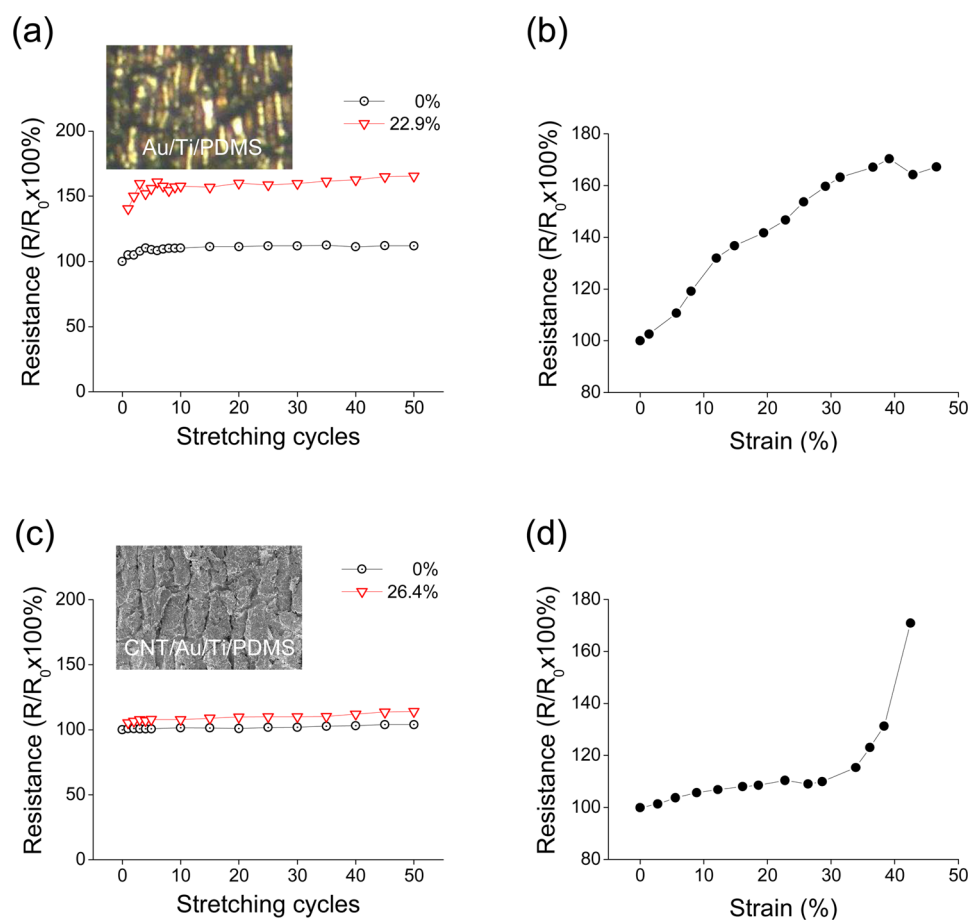 (a)
Au/Ti/PDMS
0%
22.9%
200
150
100
50
0
Resistance (R/R₀x100%)
0 10 20 30 40 50
Stretching cycles
(b)
180
160
140
120
100
80
Resistance (R/R₀x100%)
0 10 20 30 40 50
Strain (%)
(c)
CNT/Au/Ti/PDMS
0%
26.4%
200
150
100
50
0
Resistance (R/R₀x100%)
0 10 20 30 40 50
Stretching cycles
(d)
180
160
140
120
100
80
Resistance (R/R₀x100%)
0 10 20 30 40 50
Strain (%)